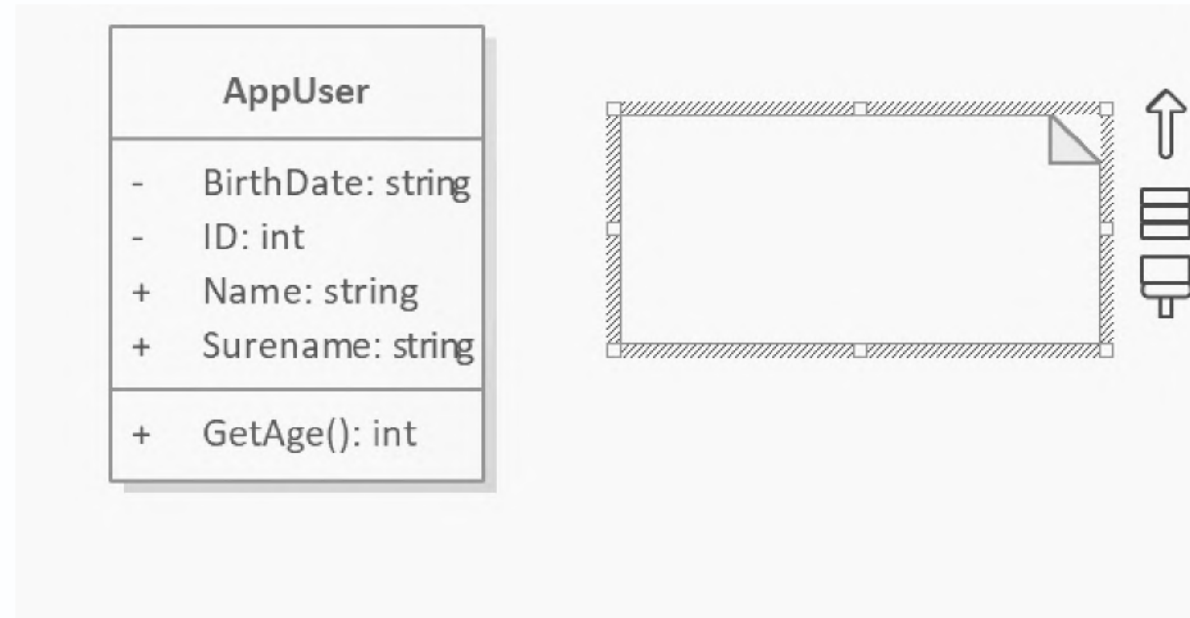 AppUser
- BirthDate: string
- ID: int
+ Name: string
+ Surename: string
+ GetAge(): int